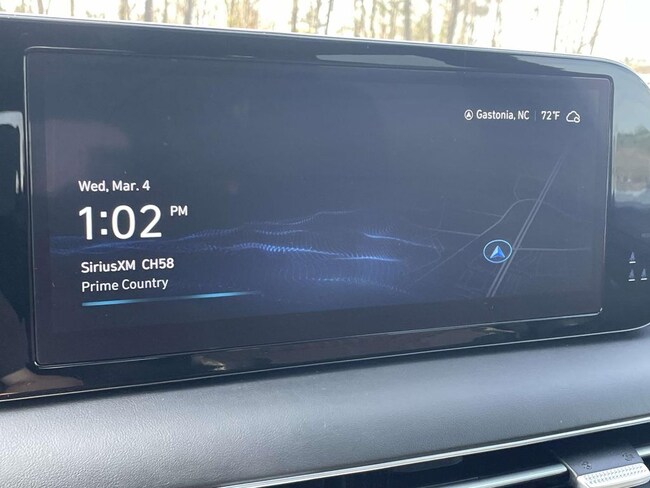 Gastonia, NC 72°F
Wed, Mar. 4
1:02 PM
SiriusXM CH58
Prime Country